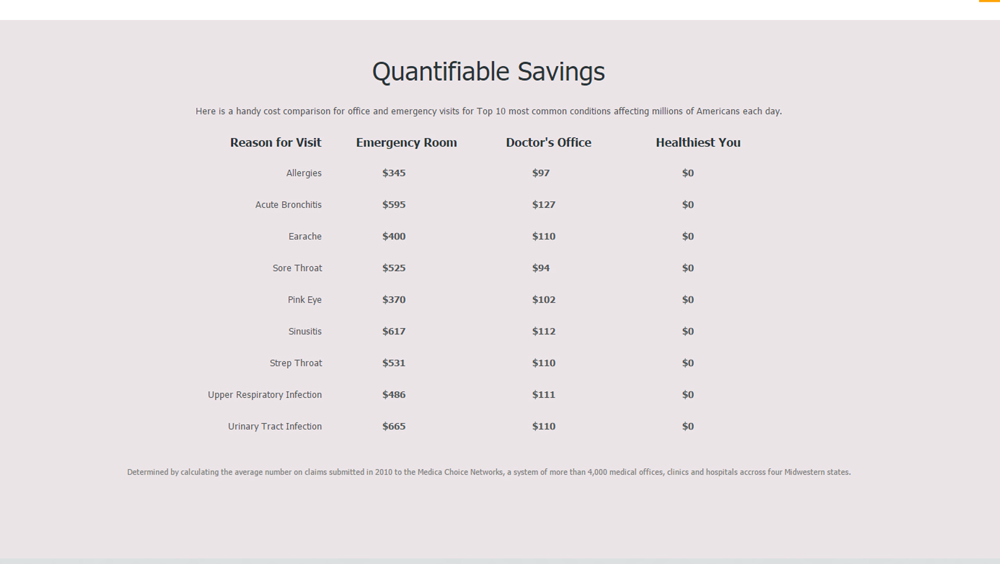 Quantifiable Savings
Here is a handy cost comparison for office and emergency visits for Top 10 most common conditions affecting millions of Americans each day.
Reason for Visit Emergency Room Doctor's Office Healthiest You
Allergies $345 $97 $0
Acute Bronchitis $595 $127 $0
Earache $400 $110 $0
Sore Throat $525 $94 $0
Pink Eye $370 $102 $0
Sinusitis $617 $112 $0
Strep Throat $531 $110 $0
Upper Respiratory Infection $486 $111 $0
Urinary Tract Infection $665 $110 $0
Determined by calculating the average number on claims submitted in 2010 to the Medica Choice Networks, a system of more than 4,000 medical offices, clinics and hospitals accross four Midwestern states.